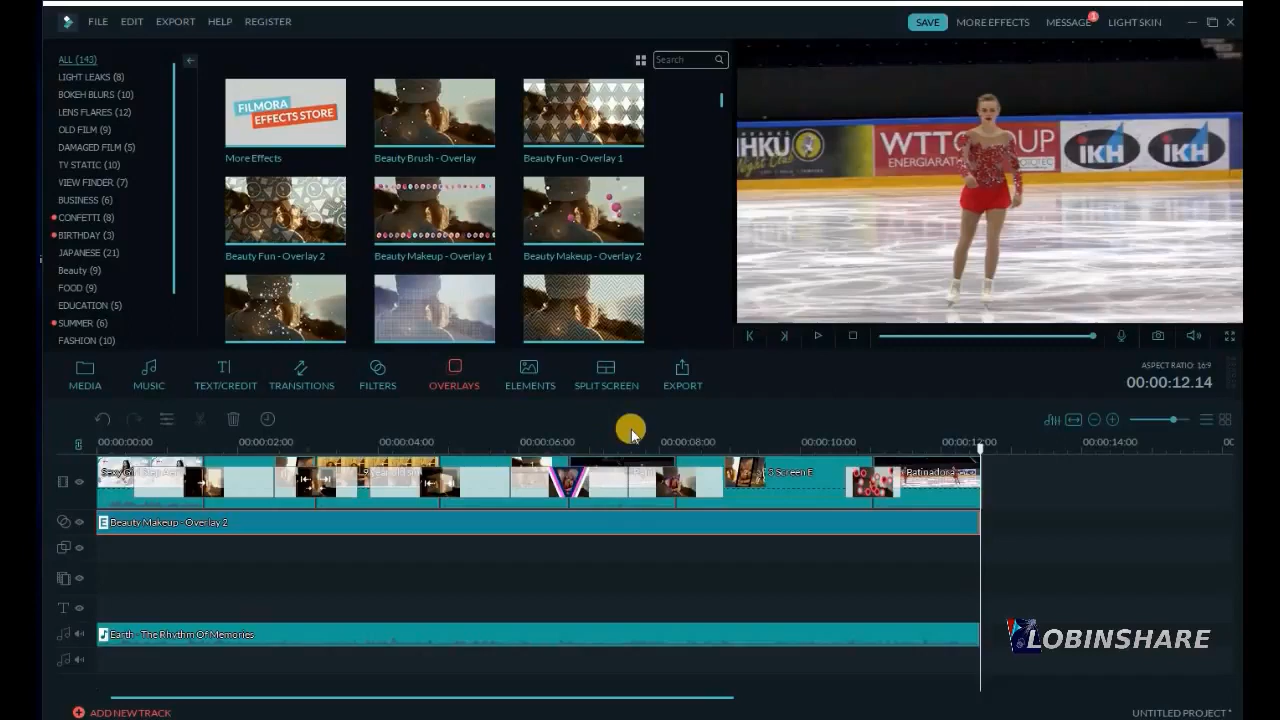 FILE EDIT EXPORT HELP REGISTER
SAVE MORE EFFECTS MESSAGE 1 LIGHT SKIN
ALL (143)
LIGHT LEAKS (8)
BOKEH BLURS (10)
LENS FLARES (12)
OLD FILM (9)
DAMAGED FILM (5)
TV STATIC (10)
VIEW FINDER (7)
BUSINESS (6)
CONFETTI (8)
BIRTHDAY (3)
JAPANESE (21)
Beauty (9)
FOOD (9)
EDUCATION (5)
SUMMER (6)
FASHION (10)
Search
FILMORA
EFFECTS STORE
More Effects
Beauty Brush - Overlay
Beauty Fun - Overlay 1
Beauty Fun - Overlay 2
Beauty Makeup - Overlay 1
Beauty Makeup - Overlay 2
HKU
WTT GROUP
IKH
IKH
MEDIA MUSIC TEXT/CREDIT TRANSITIONS FILTERS OVERLAYS ELEMENTS SPLIT SCREEN EXPORT
ASPECT RATIO: 16:9
00:00:12.14
00:00:00:00 00:00:02:00 00:00:04:00 00:00:06:00 00:00:08:00 00:00:10:00 00:00:12:00 00:00:14:00
3 Screen E
Patinadora
Beauty Makeup - Overlay 2
Earth - The Rhythm Of Memories
LOBINSHARE
ADD NEW TRACK
UNTITLED PROJECT *